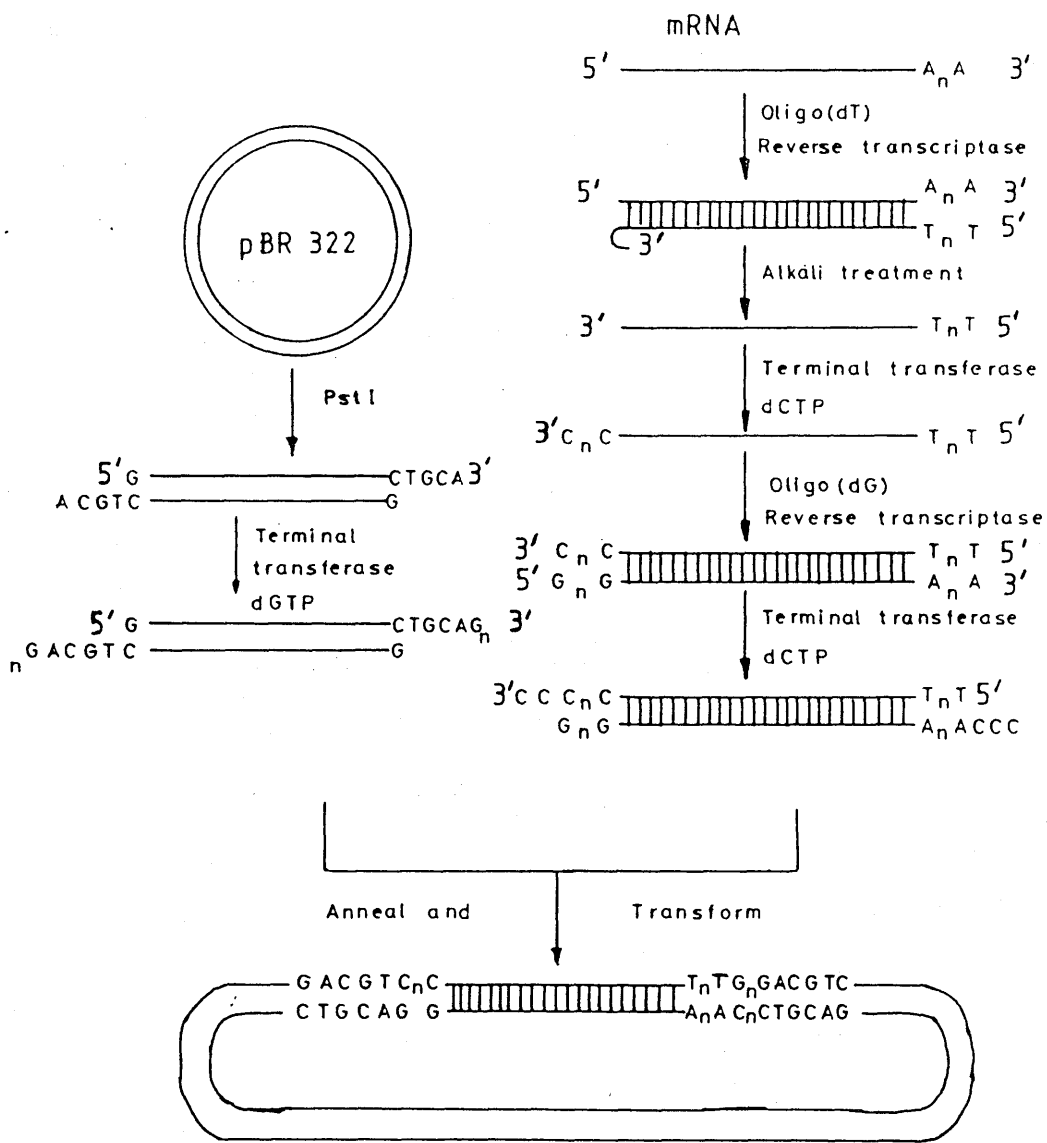 mRNA
5' AnA 3'
Oligo(dT)
Reverse transcriptase
5' AnA 3'
3' TnT 5'
Alkali treatment
3' TnT 5'
Terminal transferase
dCTP
3' CnC TnT 5'
Oligo (dG)
Reverse transcriptase
3' CnC TnT 5'
5' GnG AnA 3'
Terminal transferase
dCTP
3' CCCnC TnT 5'
GnG AnACCC
pBR 322
PstI
5' G CTGCA 3'
ACGTC G
Terminal
transferase
dGTP
5' G CTGCAGn 3'
nGACGTC G
Anneal and Transform
GACGTCnC TnTGnGACGTC
CTGCAG G AnACnCTGCAG